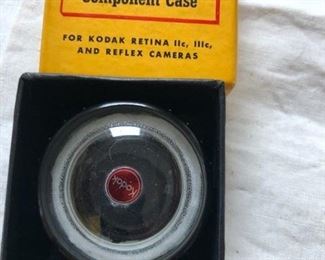 Component Case
FOR KODAK RETINA IIc, IIIc,
AND REFLEX CAMERAS
Kodak